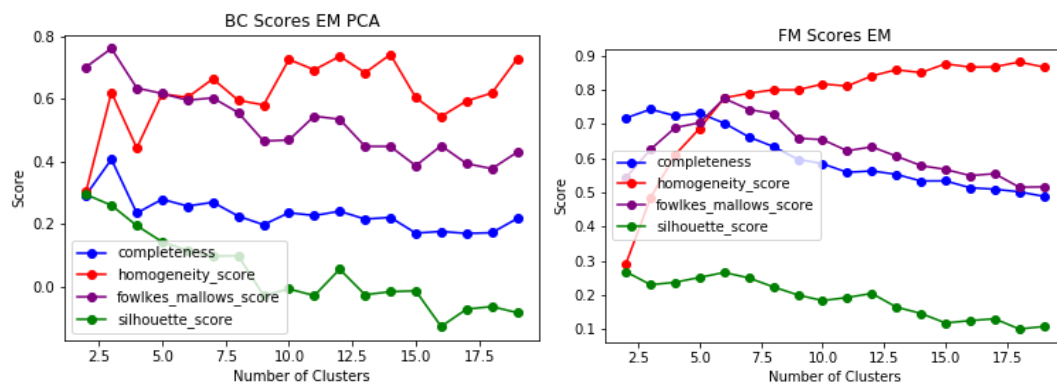 BC Scores EM PCA
0.8
0.6
0.4
0.2
0.0
Score
completeness
homogeneity_score
fowlkes_mallows_score
silhouette_score
2.5 5.0 7.5 10.0 12.5 15.0 17.5
Number of Clusters
FM Scores EM
0.9
0.8
0.7
0.6
0.5
0.4
0.3
0.2
0.1
Score
completeness
homogeneity_score
fowlkes_mallows_score
silhouette_score
2.5 5.0 7.5 10.0 12.5 15.0 17.5
Number of Clusters